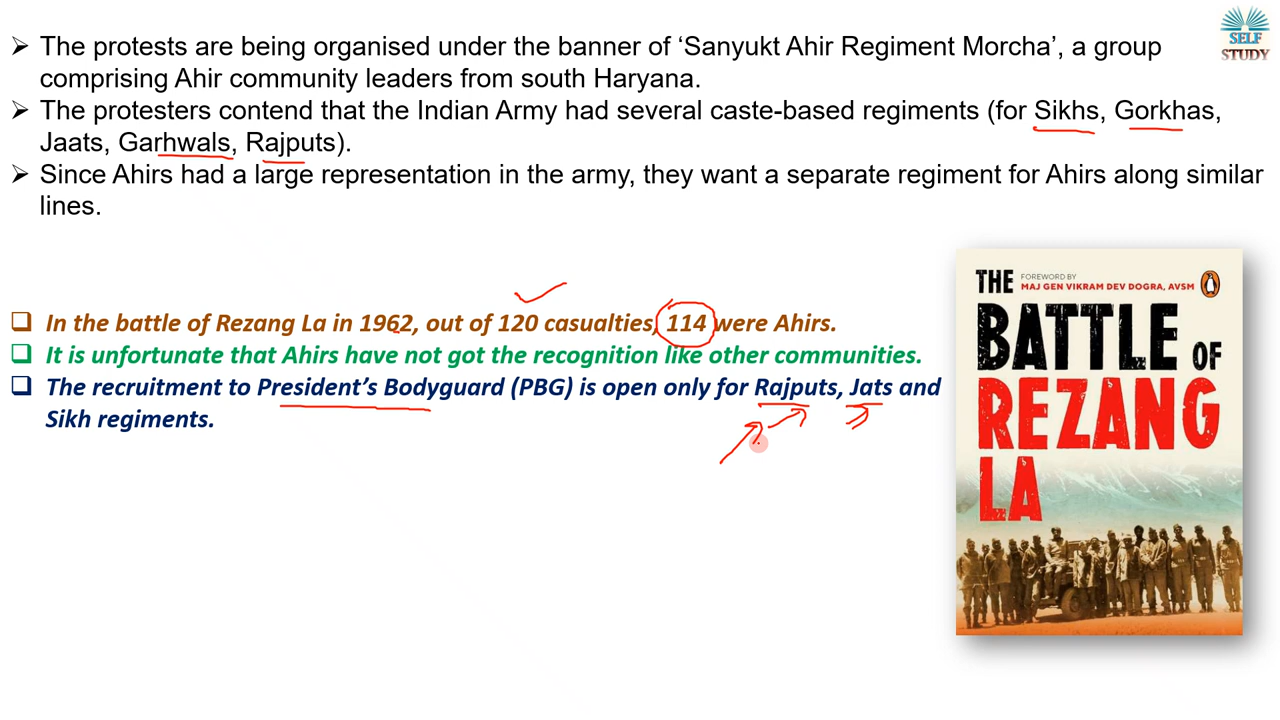 SELF
STUDY
➢ The protests are being organised under the banner of ‘Sanyukt Ahir Regiment Morcha’, a group
comprising Ahir community leaders from south Haryana.
➢ The protesters contend that the Indian Army had several caste-based regiments (for Sikhs, Gorkhas,
Jaats, Garhwals, Rajputs).
➢ Since Ahirs had a large representation in the army, they want a separate regiment for Ahirs along similar
lines.
❑ In the battle of Rezang La in 1962, out of 120 casualties, 114 were Ahirs.
❑ It is unfortunate that Ahirs have not got the recognition like other communities.
❑ The recruitment to President’s Bodyguard (PBG) is open only for Rajputs, Jats and
Sikh regiments.
FOREWORD BY
MAJ GEN VIKRAM DEV DOGRA, AVSM
THE
BATTLE OF
REZANG
LA